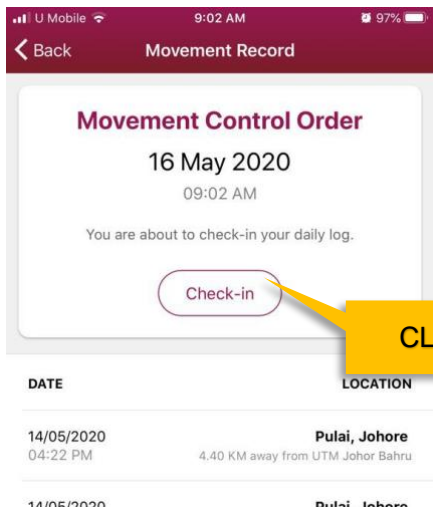 U Mobile 9:02 AM 97%
Back Movement Record
Movement Control Order
16 May 2020
09:02 AM
You are about to check-in your daily log.
Check-in
CL
DATE LOCATION
14/05/2020 Pulai, Johore
04:22 PM 4.40 KM away from UTM Johor Bahru
14/05/2020 Pulai, Johore